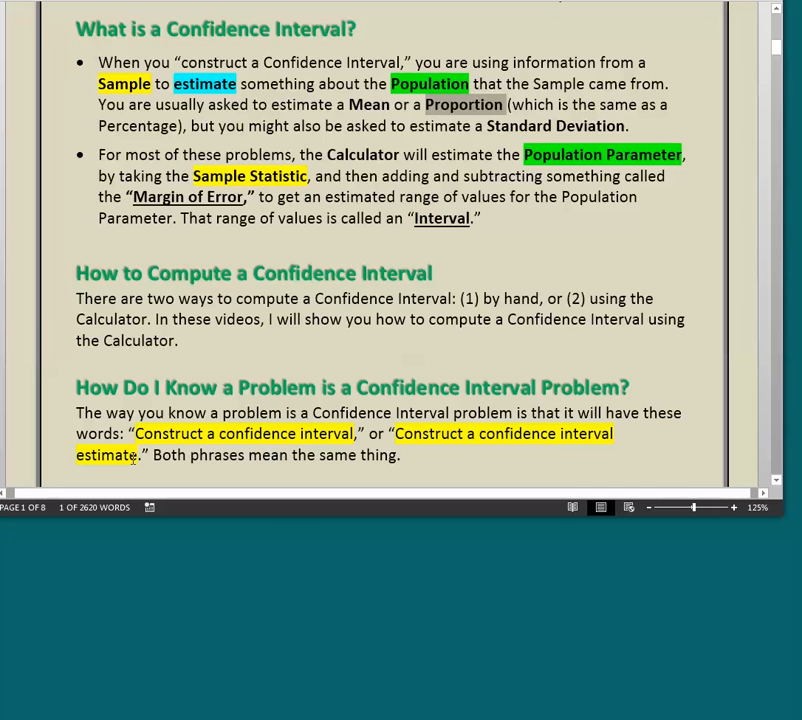 What is a Confidence Interval?
• When you “construct a Confidence Interval,” you are using information from a
Sample to estimate something about the Population that the Sample came from.
You are usually asked to estimate a Mean or a Proportion (which is the same as a
Percentage), but you might also be asked to estimate a Standard Deviation.
• For most of these problems, the Calculator will estimate the Population Parameter,
by taking the Sample Statistic, and then adding and subtracting something called
the “Margin of Error,” to get an estimated range of values for the Population
Parameter. That range of values is called an “Interval.”
How to Compute a Confidence Interval
There are two ways to compute a Confidence Interval: (1) by hand, or (2) using the
Calculator. In these videos, I will show you how to compute a Confidence Interval using
the Calculator.
How Do I Know a Problem is a Confidence Interval Problem?
The way you know a problem is a Confidence Interval problem is that it will have these
words: “Construct a confidence interval,” or “Construct a confidence interval
estimate.” Both phrases mean the same thing.
PAGE 1 OF 8 1 OF 2620 WORDS 125%